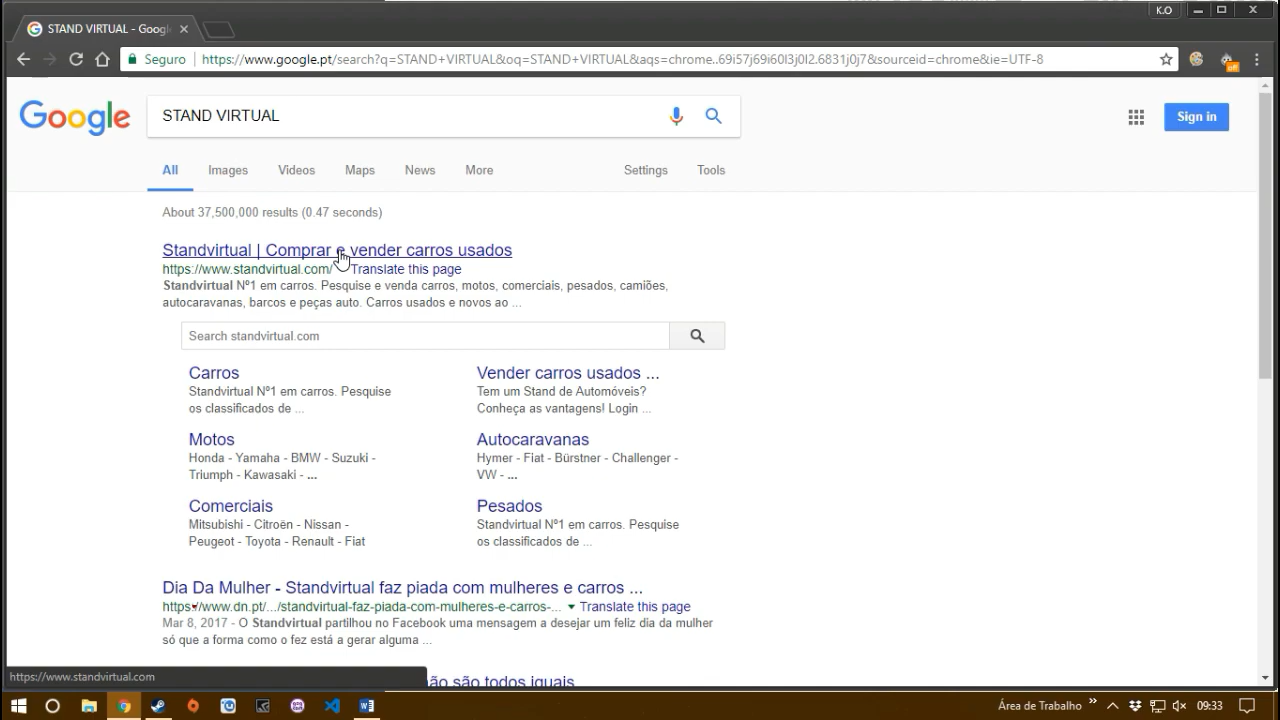 K.O
STAND VIRTUAL - Goog
Seguro https://www.google.pt/search?q=STAND+VIRTUAL&oq=STAND+VIRTUAL&aqs=chrome..69i57j69i60l3j0l2.6831j0j7&sourceid=chrome&ie=UTF-8
Google STAND VIRTUAL Sign in
All Images Videos Maps News More Settings Tools
About 37,500,000 results (0.47 seconds)
Standvirtual | Comprar e vender carros usados
https://www.standvirtual.com/ Translate this page
Standvirtual Nº1 em carros. Pesquise e venda carros, motos, comerciais, pesados, camiões,
autocaravanas, barcos e peças auto. Carros usados e novos ao ...
Search standvirtual.com
Carros
Standvirtual Nº1 em carros. Pesquise
os classificados de ...
Vender carros usados ...
Tem um Stand de Automóveis?
Conheça as vantagens! Login ...
Motos
Honda - Yamaha - BMW - Suzuki -
Triumph - Kawasaki - ...
Autocaravanas
Hymer - Fiat - Bürstner - Challenger -
VW - ...
Comerciais
Mitsubishi - Citroën - Nissan -
Peugeot - Toyota - Renault - Fiat
Pesados
Standvirtual Nº1 em carros. Pesquise
os classificados de ...
Dia Da Mulher - Standvirtual faz piada com mulheres e carros ...
https://www.dn.pt/.../standvirtual-faz-piada-com-mulheres-e-carros-... Translate this page
Mar 8, 2017 - O Standvirtual partilhou no Facebook uma mensagem a desejar um feliz dia da mulher
só que a forma como o fez está a gerar alguma ...
não são todos iguais
https://www.standvirtual.com
Área de Trabalho 09:33